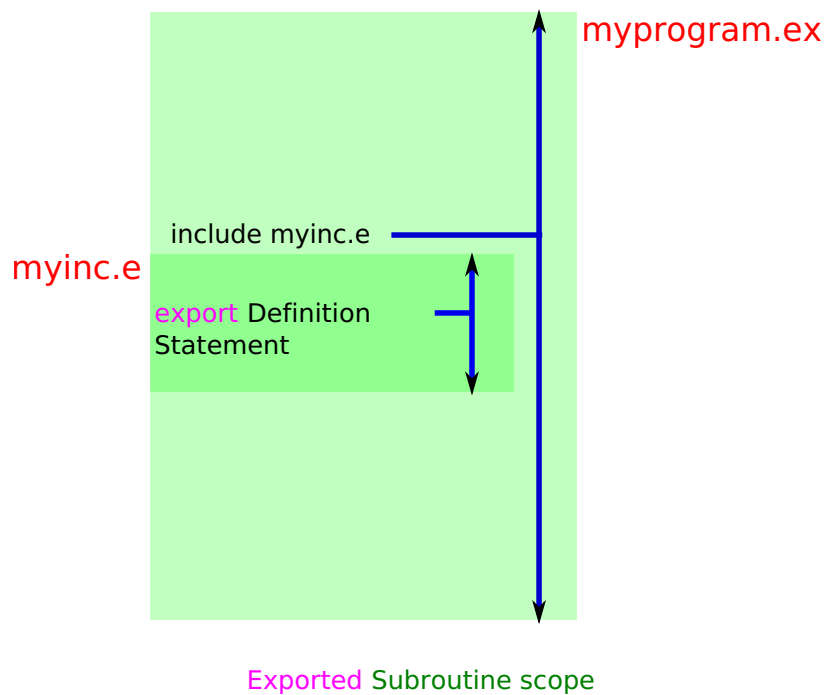 myprogram.ex
include myinc.e
myinc.e
export Definition
Statement
Exported Subroutine scope